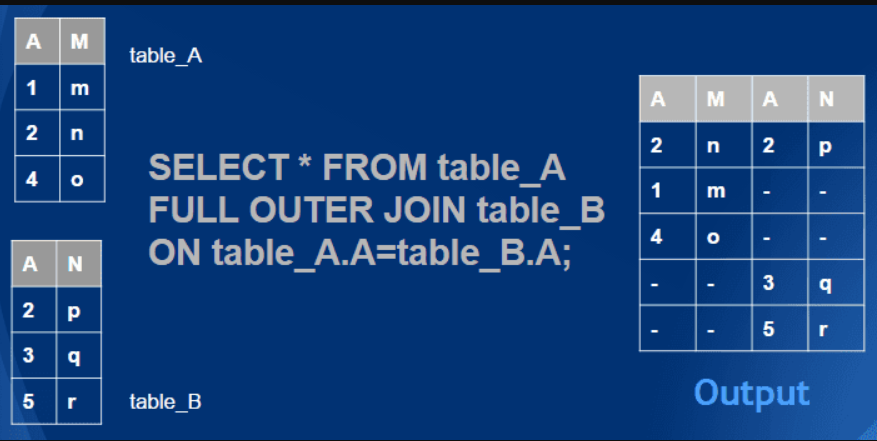 A M
1 m
2 n
4 o
table_A
SELECT * FROM table_A
FULL OUTER JOIN table_B
ON table_A.A=table_B.A;
A N
2 p
3 q
5 r
table_B
A M A N
2 n 2 p
1 m - -
4 o - -
- - 3 q
- - 5 r
Output